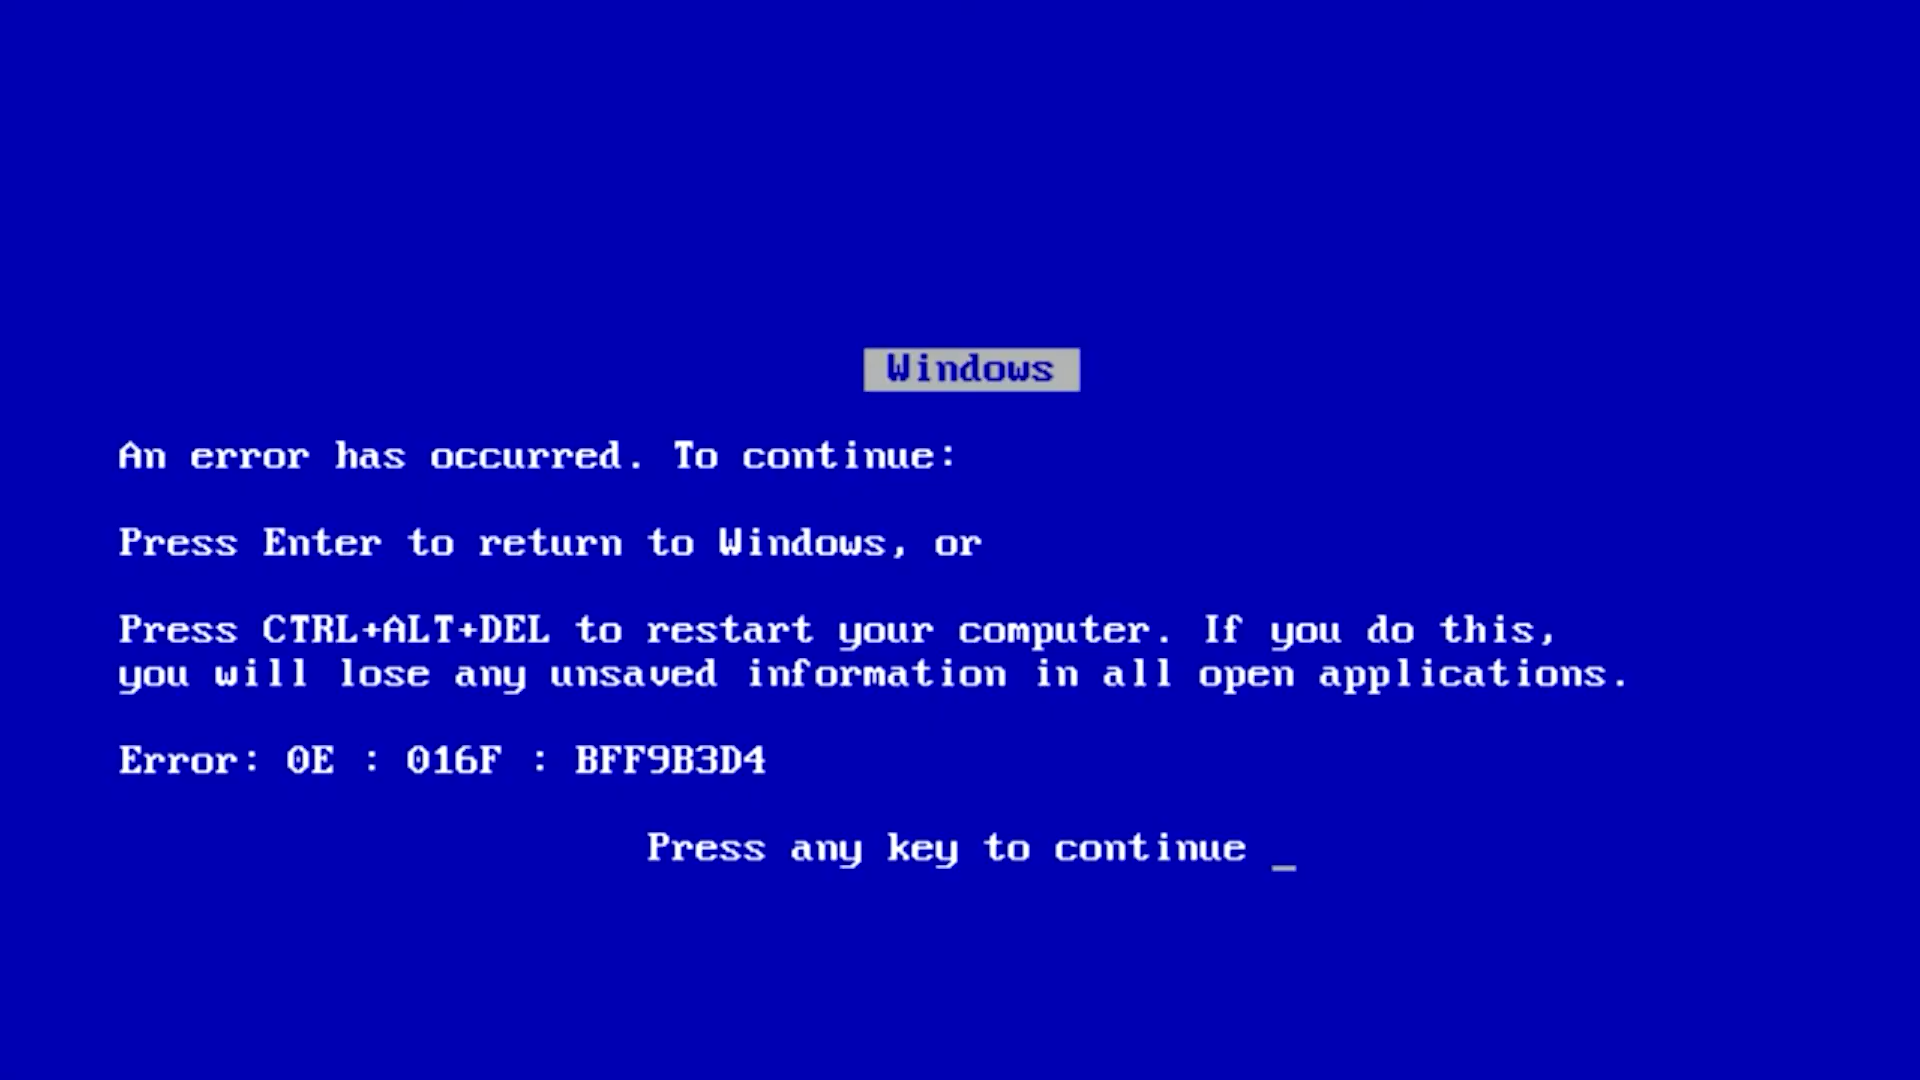 Windows
An error has occurred. To continue:
Press Enter to return to Windows, or
Press CTRL+ALT+DEL to restart your computer. If you do this,
you will lose any unsaved information in all open applications.
Error: 0E : 016F : BFF9B3D4
Press any key to continue _